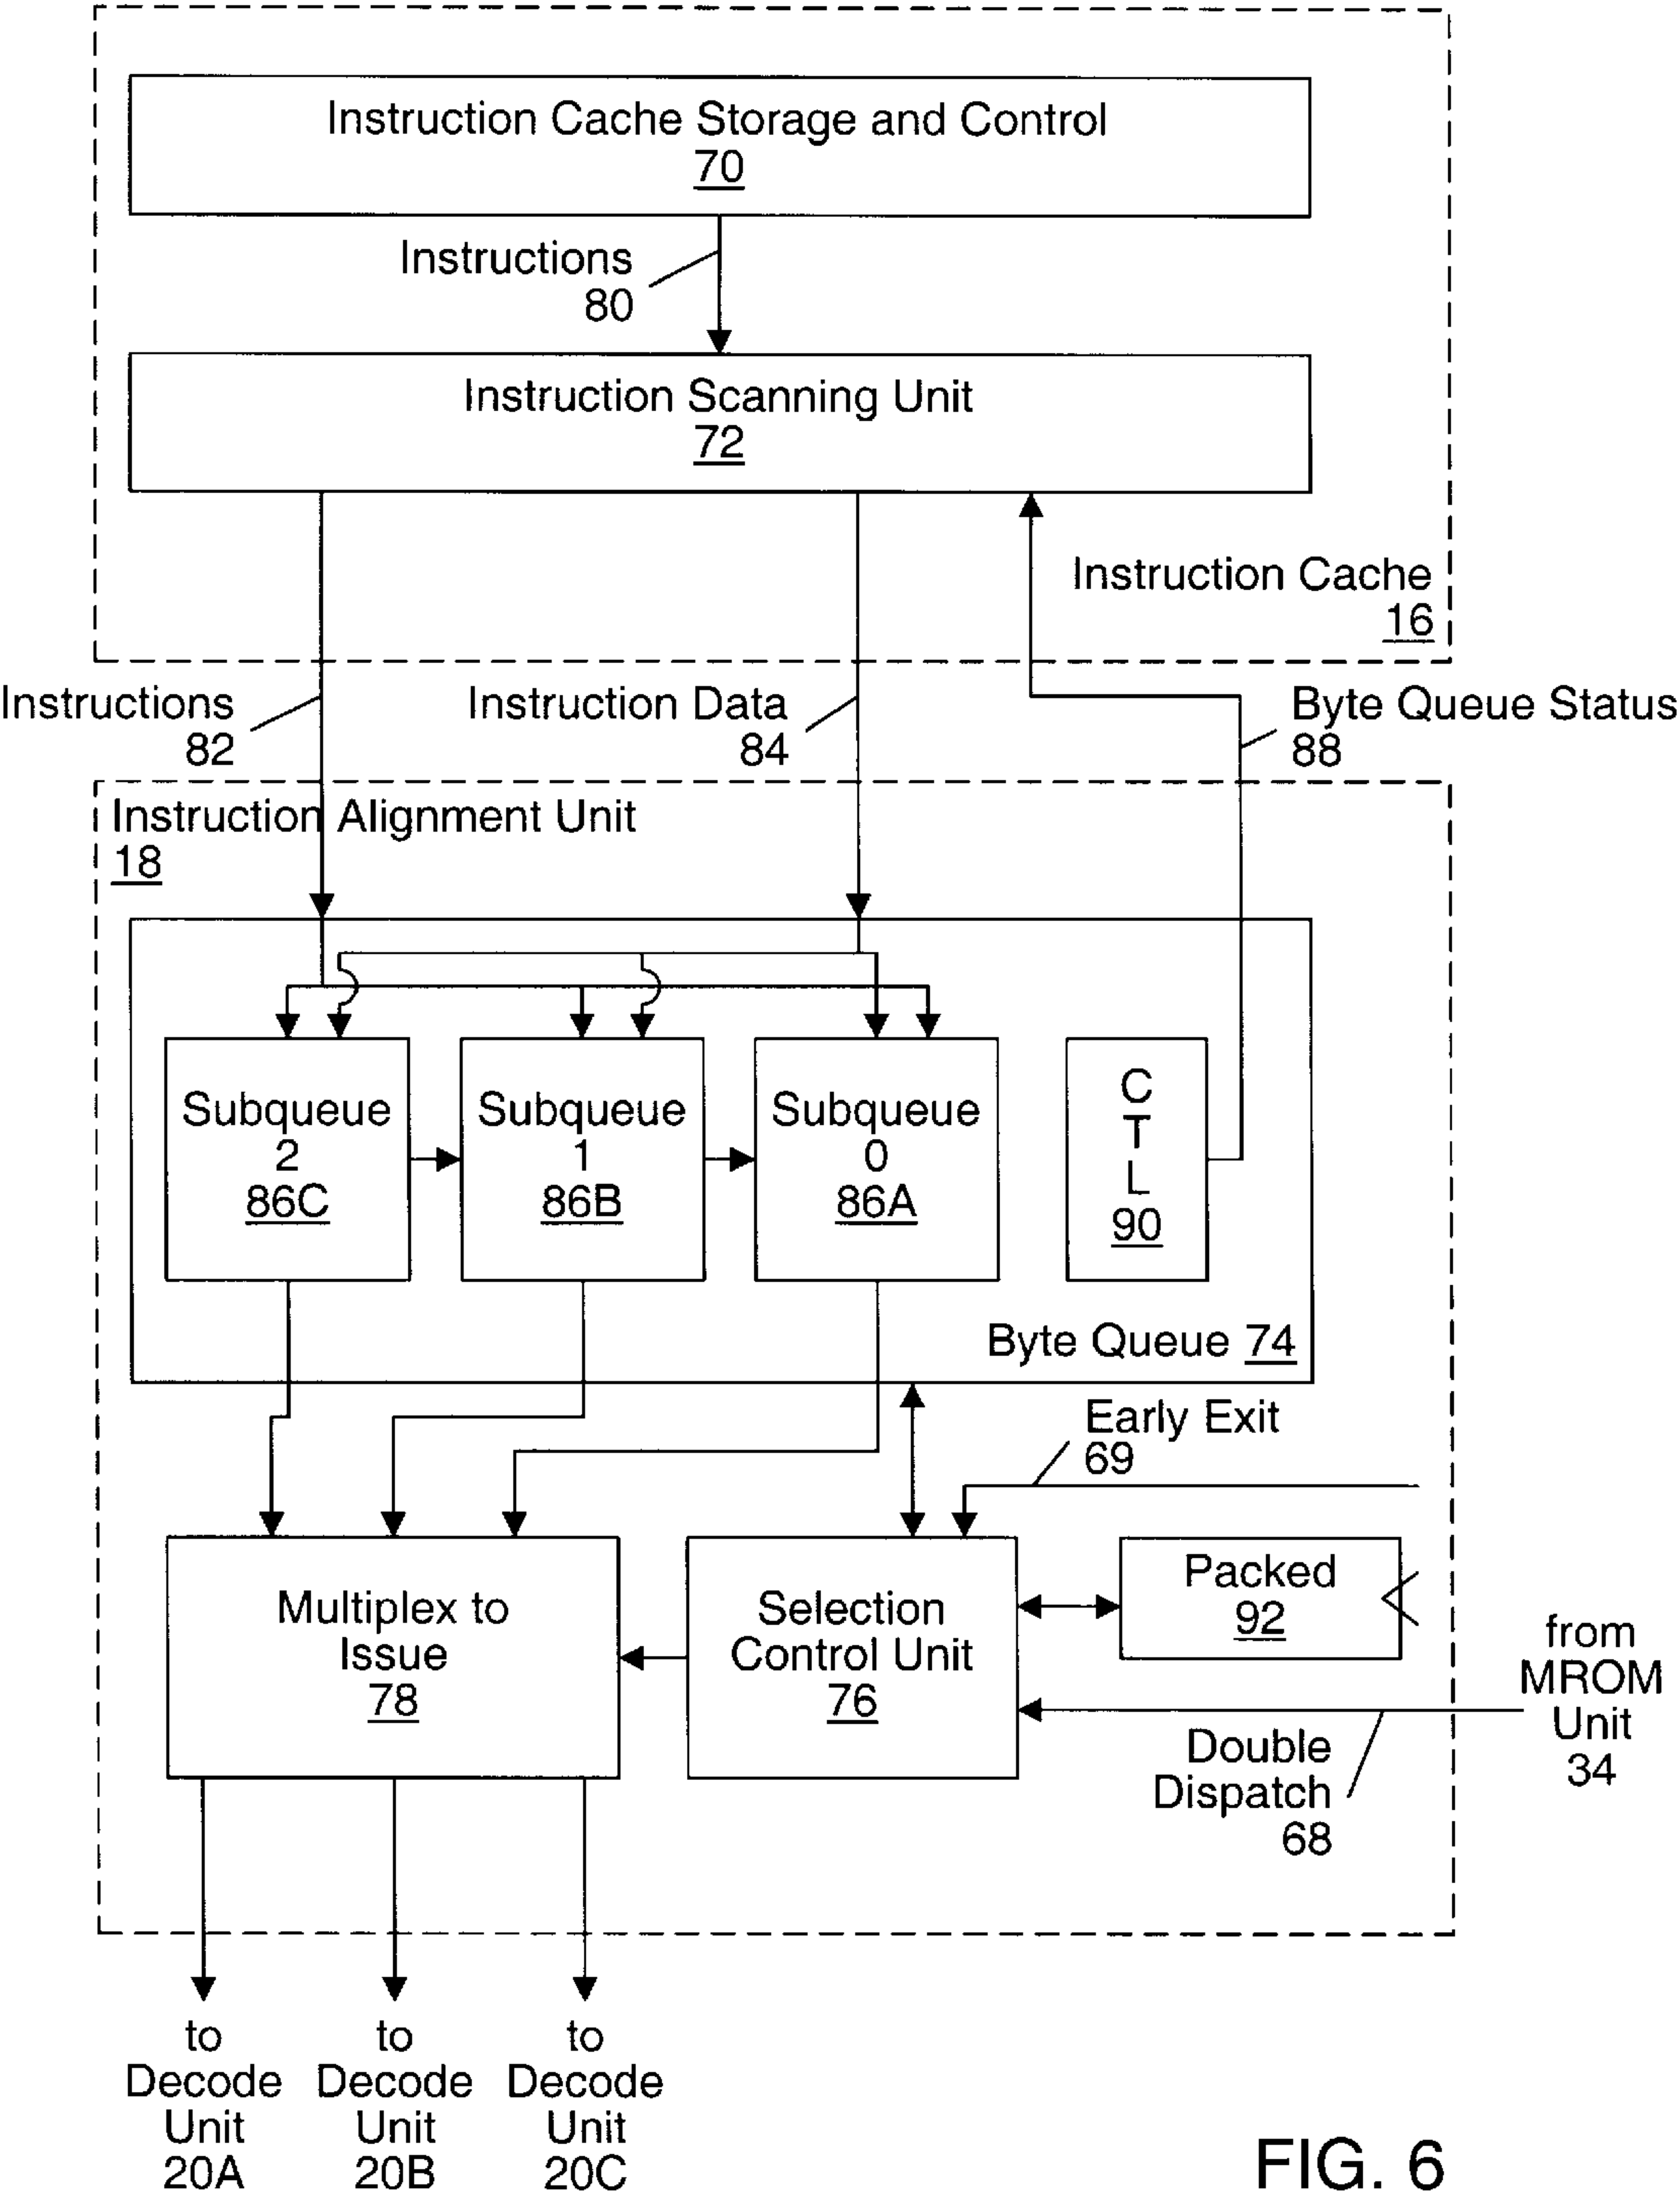 Instruction Cache Storage and Control
70
Instructions
80
Instruction Scanning Unit
72
Instruction Cache
16
Instructions
82
Instruction Data
84
Byte Queue Status
88
Instruction Alignment Unit
18
Subqueue
2
86C
Subqueue
1
86B
Subqueue
0
86A
C
T
L
90
Byte Queue 74
Early Exit
69
Multiplex to
Issue
78
Selection
Control Unit
76
Packed
92
from
MROM
Unit
34
Double
Dispatch
68
to
Decode
Unit
20A
to
Decode
Unit
20B
to
Decode
Unit
20C
FIG. 6